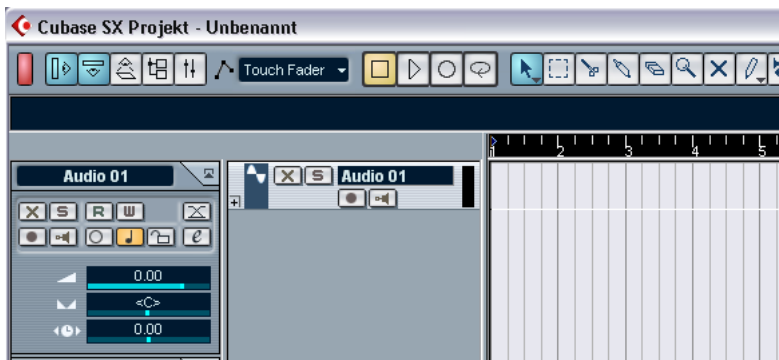 Cubase SX Projekt - Unbenannt
Touch Fader
1 2 3 4 5
Audio 01
X S Audio 01
X S R W
e
0.00
<C>
0.00